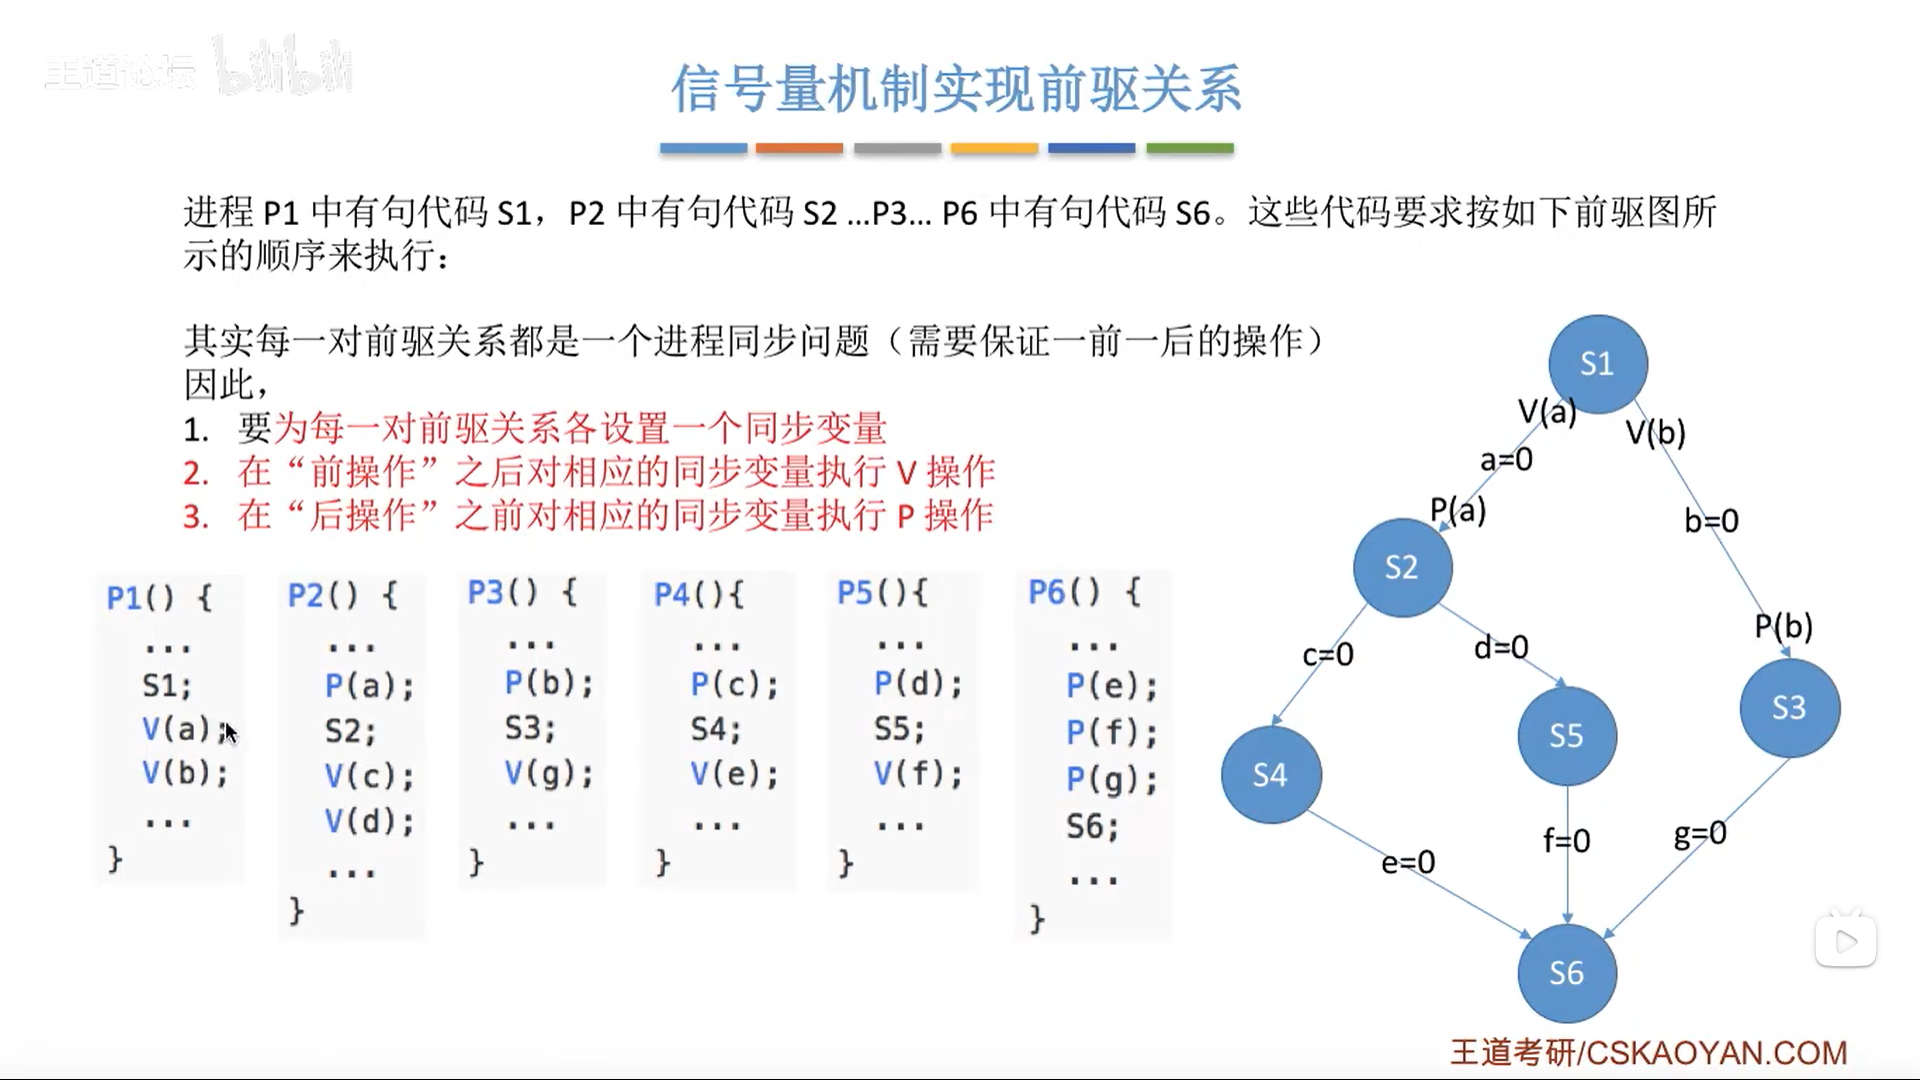 王道论坛 bilibili
信号量机制实现前驱关系
进程 P1 中有句代码 S1，P2 中有句代码 S2 ...P3... P6 中有句代码 S6。这些代码要求按如下前驱图所
示的顺序来执行：
其实每一对前驱关系都是一个进程同步问题（需要保证一前一后的操作）
因此，
1. 要为每一对前驱关系各设置一个同步变量
2. 在“前操作”之后对相应的同步变量执行 V 操作
3. 在“后操作”之前对相应的同步变量执行 P 操作
P1() {
...
S1;
V(a);
V(b);
...
}
P2() {
...
P(a);
S2;
V(c);
V(d);
...
}
P3() {
...
P(b);
S3;
V(g);
...
}
P4(){
...
P(c);
S4;
V(e);
...
}
P5(){
...
P(d);
S5;
V(f);
...
}
P6() {
...
P(e);
P(f);
P(g);
S6;
...
}
S1
V(a)
V(b)
a=0
P(a)
b=0
S2
P(b)
c=0
d=0
S3
S5
S4
e=0
f=0
g=0
S6
王道考研/CSKAOYAN.COM